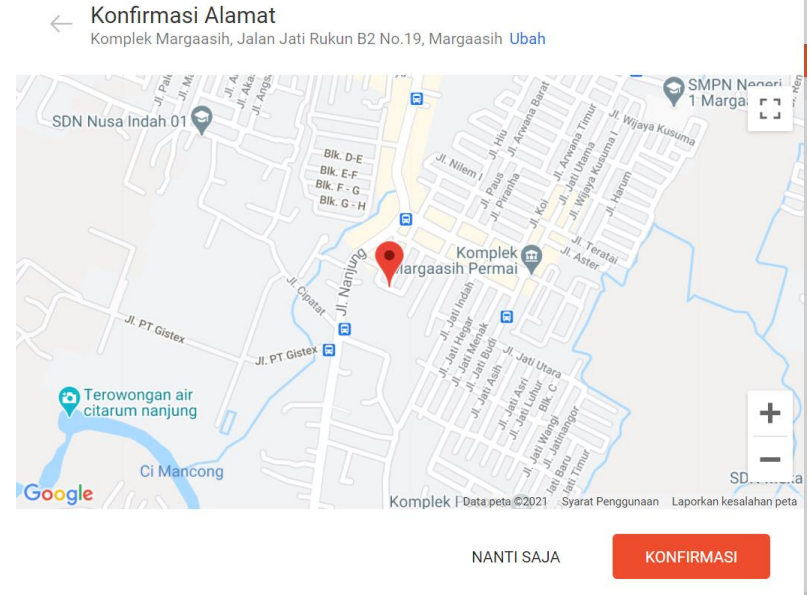 Konfirmasi Alamat
Komplek Margaasih, Jalan Jati Rukun B2 No.19, Margaasih Ubah
SMPN Negeri
1 Marga
SDN Nusa Indah 01
Jl. Wijaya Kusuma
Jl. Arwana Barat
Jl. Hiu
Jl. Arwana Timur
Jl. Jati Utama
Jl. Wijaya Kusuma I
Blk. D-E
Blk. E-F
Blk. F - G
Blk. G - H
Jl. Nilem I
Jl. Paus
Jl. Piranha
Jl. Koi
Jl. Harum
Jl. Teratai
Jl. Aster
Komplek
Margaasih Permai
Jl. Nanjung
Jl. Cipatat
Jl. PT Gistex
Jl. PT Gistex
Jl. Jati Indah
Jl. Jati Hegar
Jl. Jati Menak
Jl. Jati Budi
Jl. Jati Utara
Jl. Jati Asih
Jl. Jati Asri
Jl. Jati Luhur
Blk. C
Jl. Jati Wangi
Jl. Jatinangor
Jati Baru
Jl. Jati Timur
Terowongan air
citarum nanjung
Ci Mancong
Google
Komplek
Data peta ©2021 Syarat Penggunaan Laporkan kesalahan peta
NANTI SAJA
KONFIRMASI